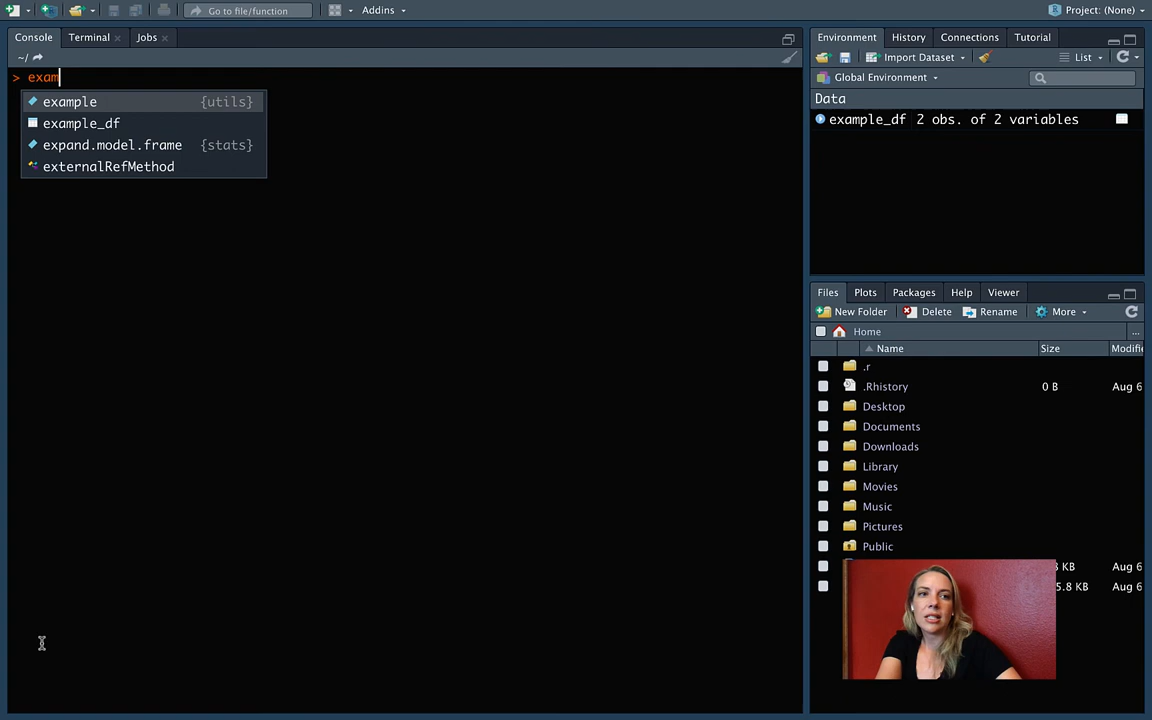 Go to file/function
Addins
Project: (None)
Console
Terminal
Jobs
~/
> exam
example {utils}
example_df
expand.model.frame {stats}
externalRefMethod
Environment
History
Connections
Tutorial
Import Dataset
List
Global Environment
Data
example_df 2 obs. of 2 variables
Files
Plots
Packages
Help
Viewer
New Folder
Delete
Rename
More
Home
...
Name
Size
Modifi
.r
.Rhistory 0 B Aug 6
Desktop
Documents
Downloads
Library
Movies
Music
Pictures
Public
KB Aug 6
5.8 KB Aug 6